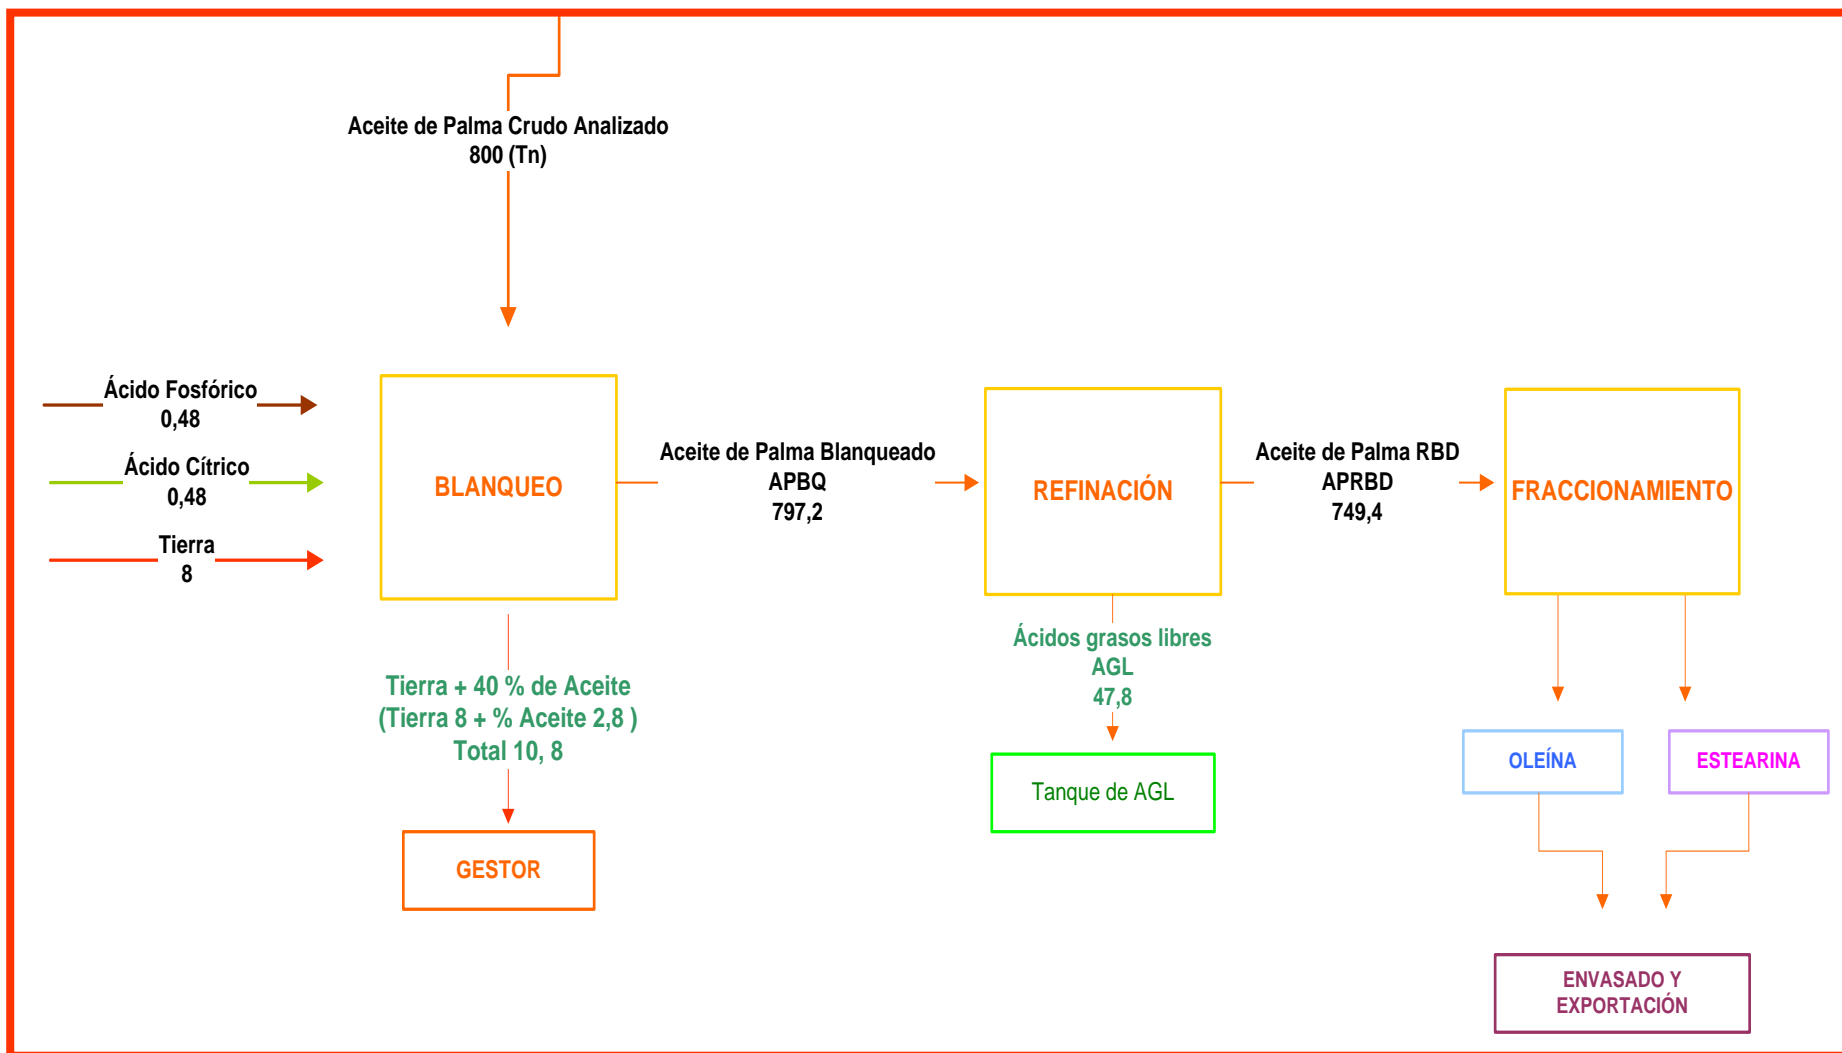 Aceite de Palma Crudo Analizado
800 (Tn)
Ácido Fosfórico
0,48
Ácido Cítrico
0,48
Tierra
8
BLANQUEO
Aceite de Palma Blanqueado
APBQ
797,2
REFINACIÓN
Aceite de Palma RBD
APRBD
749,4
FRACCIONAMIENTO
Tierra + 40 % de Aceite
(Tierra 8 + % Aceite 2,8 )
Total 10, 8
GESTOR
Ácidos grasos libres
AGL
47,8
Tanque de AGL
OLEÍNA
ESTEARINA
ENVASADO Y
EXPORTACIÓN